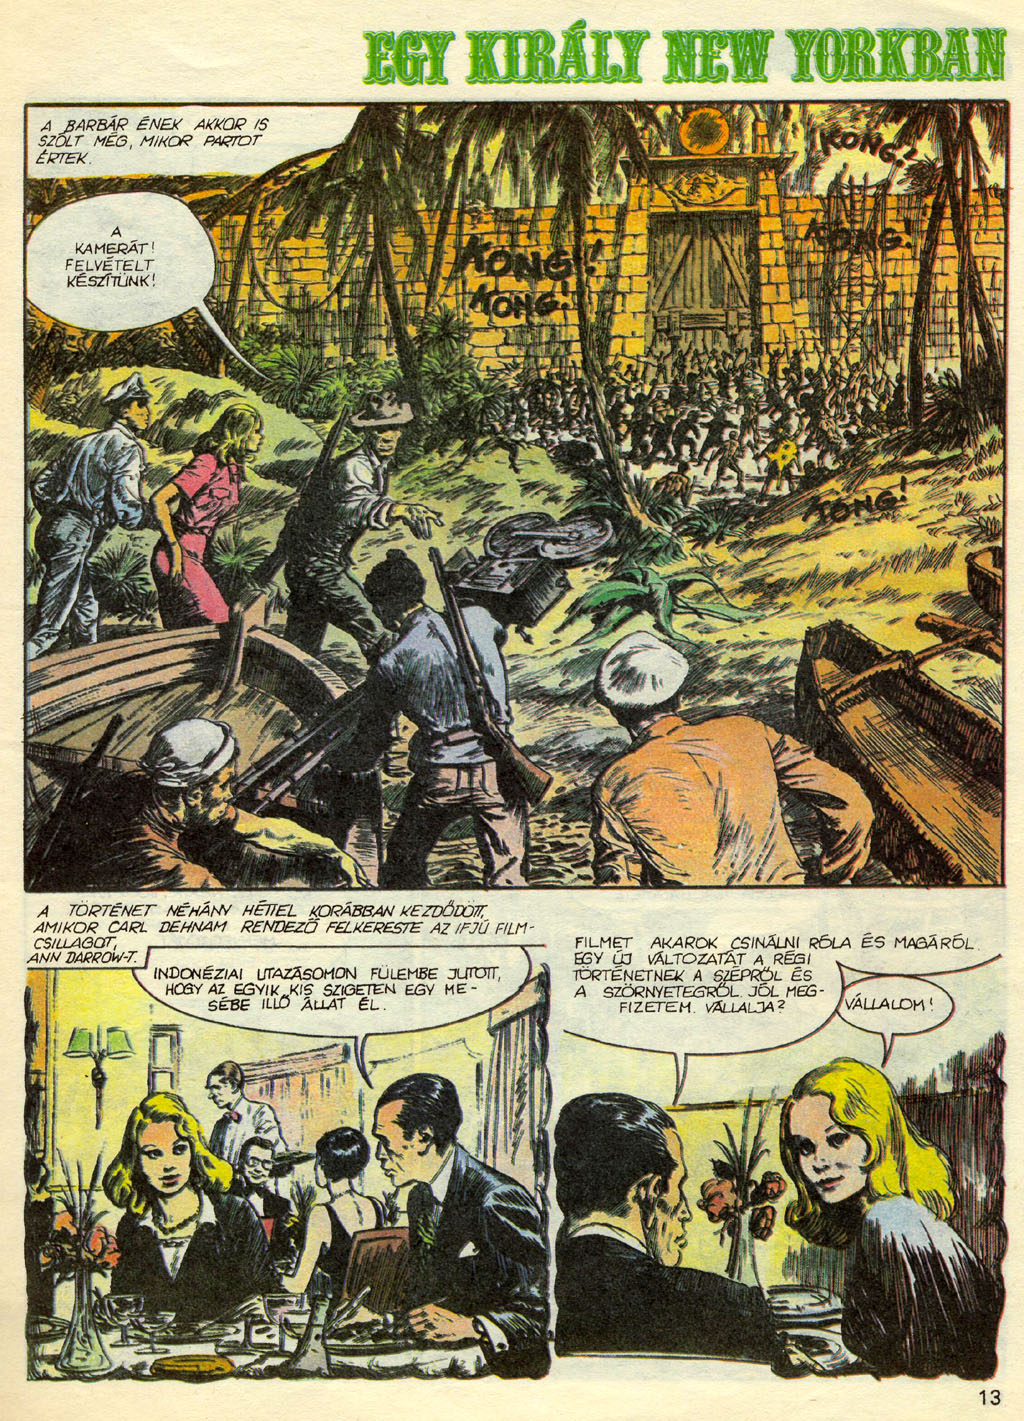 EGY KIRÁLY NEW YORKBAN
A BARBÁR ÉNEK AKKOR IS
SZÓLT MÉG, MIKOR PARTOT
ÉRTEK.
A
KAMERÁT!
FELVÉTELT
KÉSZÍTÜNK!
KONG!
KONG!
KONG!
KONG!
KONG!
A TÖRTÉNET NÉHÁNY HÉTTEL KORÁBBAN KEZDŐDÖTT,
AMIKOR CARL DEHNAM RENDEZŐ FELKERESTE AZ IFJÚ FILM-
CSILLAGOT,
ANN DARROW-T.
INDONÉZIAI UTAZÁSOMON FÜLEMBE JUTOTT,
HOGY AZ EGYIK KIS SZIGETEN EGY ME-
SÉBE ILLŐ ÁLLAT ÉL.
FILMET AKAROK CSINÁLNI RÓLA ÉS MAGÁRÓL.
EGY ÚJ VÁLTOZATÁT A RÉGI
TÖRTÉNETNEK A SZÉPRŐL ÉS
A SZÖRNYETEGRŐL. JÓL MEG-
FIZETEM. VÁLLALJA?
VÁLLALOM!
13